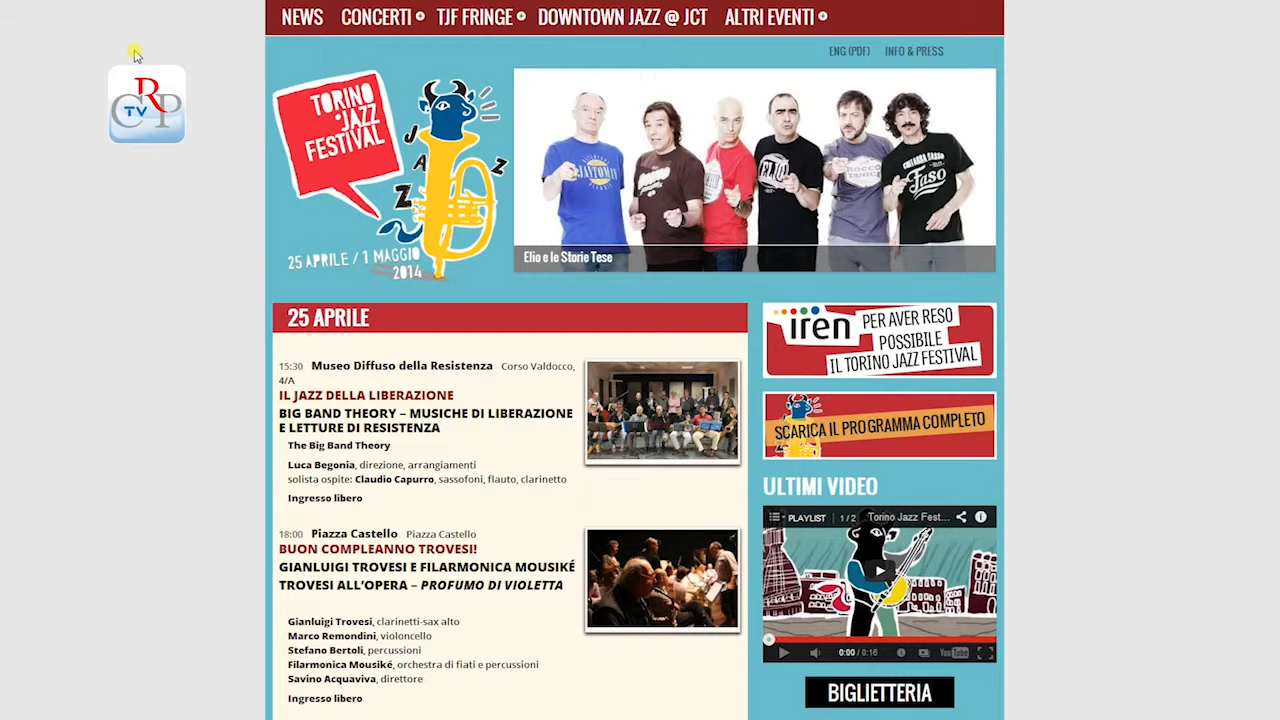 NEWS CONCERTI TJF FRINGE DOWNTOWN JAZZ @ JCT ALTRI EVENTI
ENG (PDF) INFO & PRESS
CRP
TV
TORINO
JAZZ
FESTIVAL
JAZZ
25 APRILE / 1 MAGGIO
2014
Elio e le Storie Tese
25 APRILE
15:30 Museo Diffuso della Resistenza Corso Valdocco,
4/A
IL JAZZ DELLA LIBERAZIONE
BIG BAND THEORY – MUSICHE DI LIBERAZIONE
E LETTURE DI RESISTENZA
The Big Band Theory
Luca Begonia, direzione, arrangiamenti
solista ospite: Claudio Capurro, sassofoni, flauto, clarinetto
Ingresso libero
18:00 Piazza Castello Piazza Castello
BUON COMPLEANNO TROVESI!
GIANLUIGI TROVESI E FILARMONICA MOUSIKÉ
TROVESI ALL'OPERA – PROFUMO DI VIOLETTA
Gianluigi Trovesi, clarinetti-sax alto
Marco Remondini, violoncello
Stefano Bertoli, percussioni
Filarmonica Mousiké, orchestra di fiati e percussioni
Savino Acquaviva, direttore
Ingresso libero
iren PER AVER RESO
POSSIBILE
IL TORINO JAZZ FESTIVAL
SCARICA IL PROGRAMMA COMPLETO
ULTIMI VIDEO
PLAYLIST 1/2 Torino Jazz Fest...
0:00 / 0:16 YouTube
BIGLIETTERIA